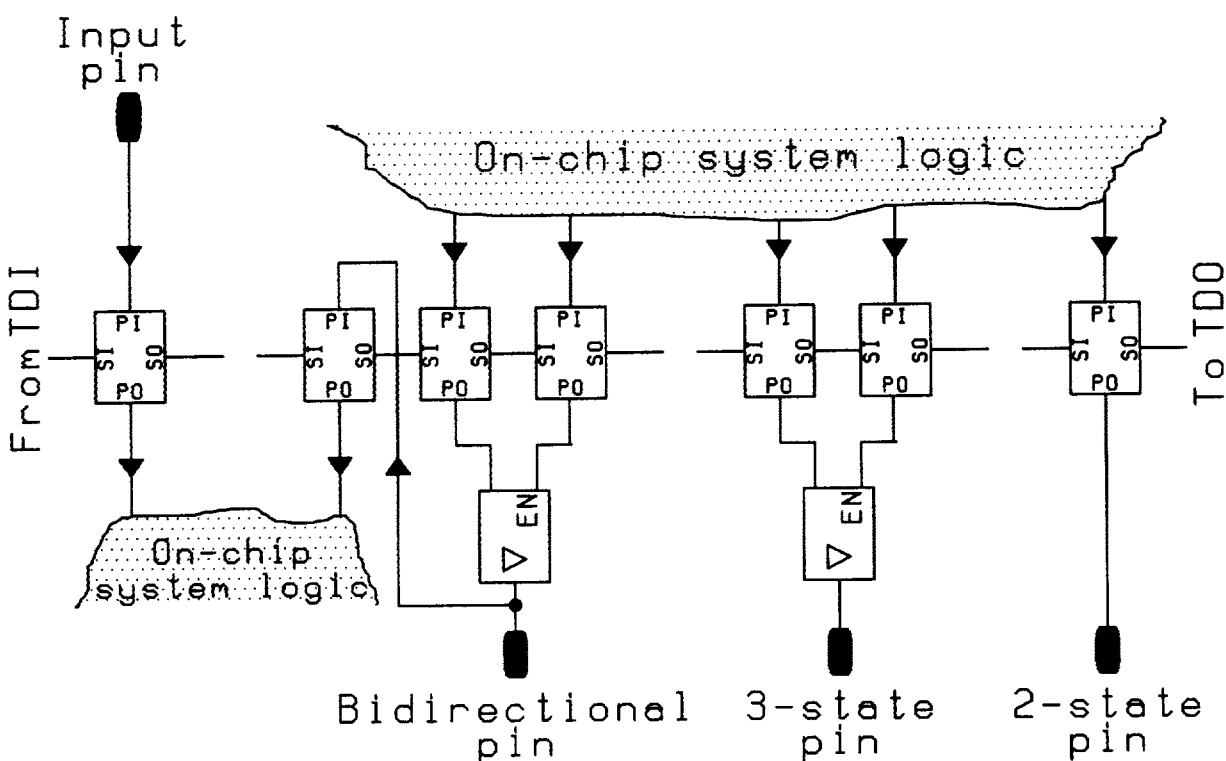 Input
pin
On-chip system logic
From TDI
PI
SI
SO
PO
PI
SI
SO
PO
PI
SI
SO
PO
PI
SI
SO
PO
PI
SI
SO
PO
PI
SI
SO
PO
PI
SI
SO
PO
To TDO
EN
EN
On-chip
system logic
Bidirectional
pin
3-state
pin
2-state
pin